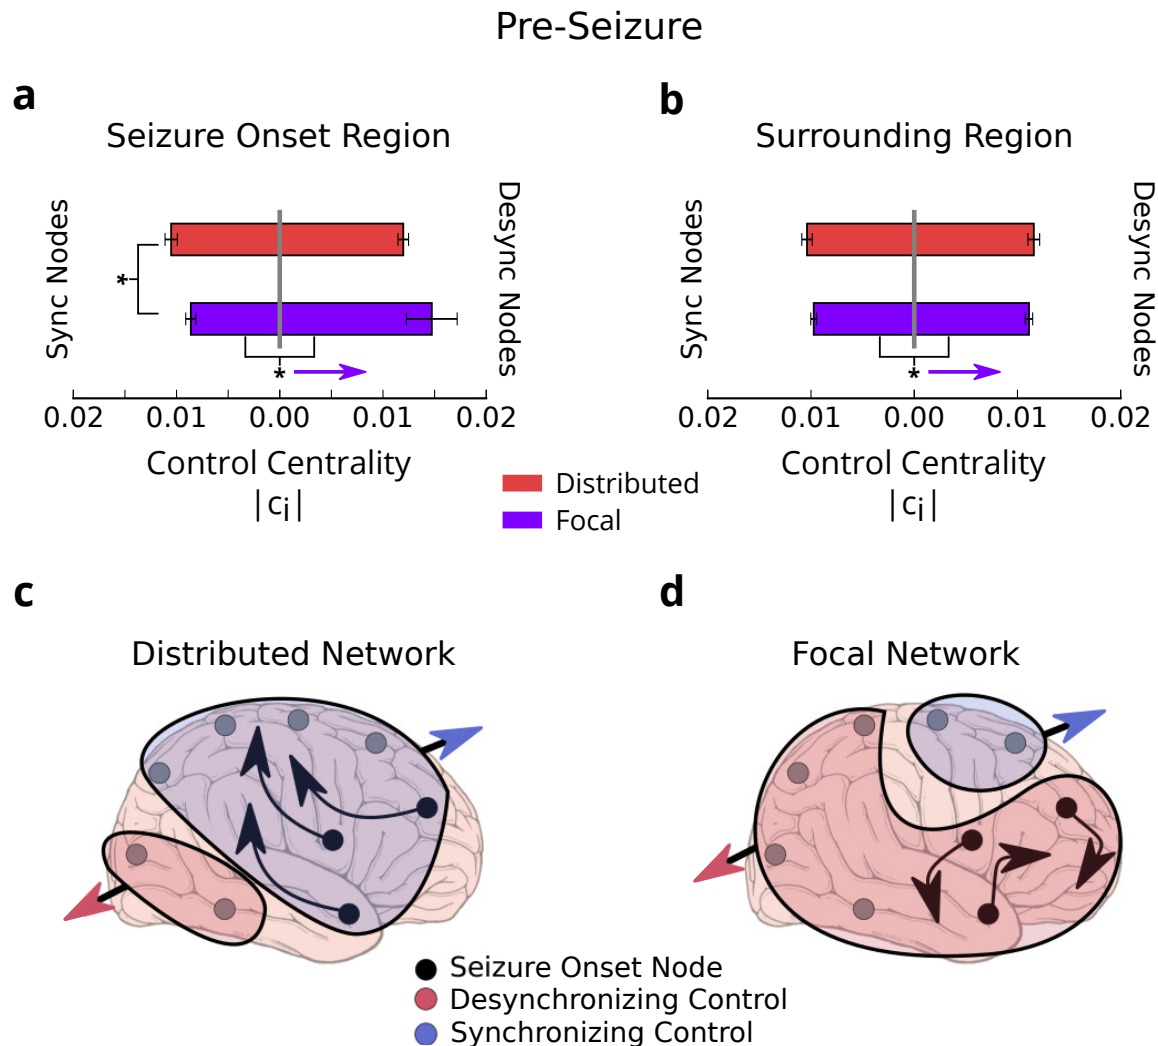 Pre-Seizure
a
Seizure Onset Region
Sync Nodes
Desync Nodes
*
*
0.02 0.01 0.00 0.01 0.02
Control Centrality
|ci|
b
Surrounding Region
Sync Nodes
Desync Nodes
*
0.02 0.01 0.00 0.01 0.02
Control Centrality
|ci|
Distributed
Focal
c
Distributed Network
d
Focal Network
Seizure Onset Node
Desynchronizing Control
Synchronizing Control